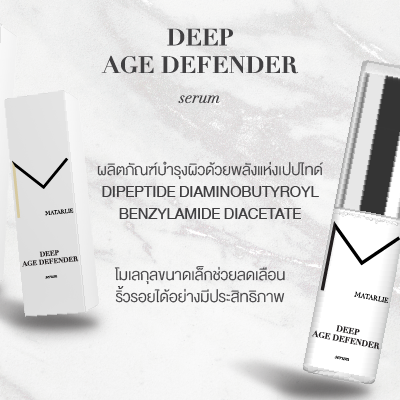 DEEP
AGE DEFENDER
serum
ผลิตภัณฑ์บำรุงผิวด้วยพลังแห่งเปปไทด์
DIPEPTIDE DIAMINOBUTYROYL
BENZYLAMIDE DIACETATE
โมเลกุลขนาดเล็กช่วยลดเลือน
ริ้วรอยได้อย่างมีประสิทธิภาพ
MATARLIE
DEEP
AGE DEFENDER
serum
MATARLIE
DEEP
AGE DEFENDER
serum